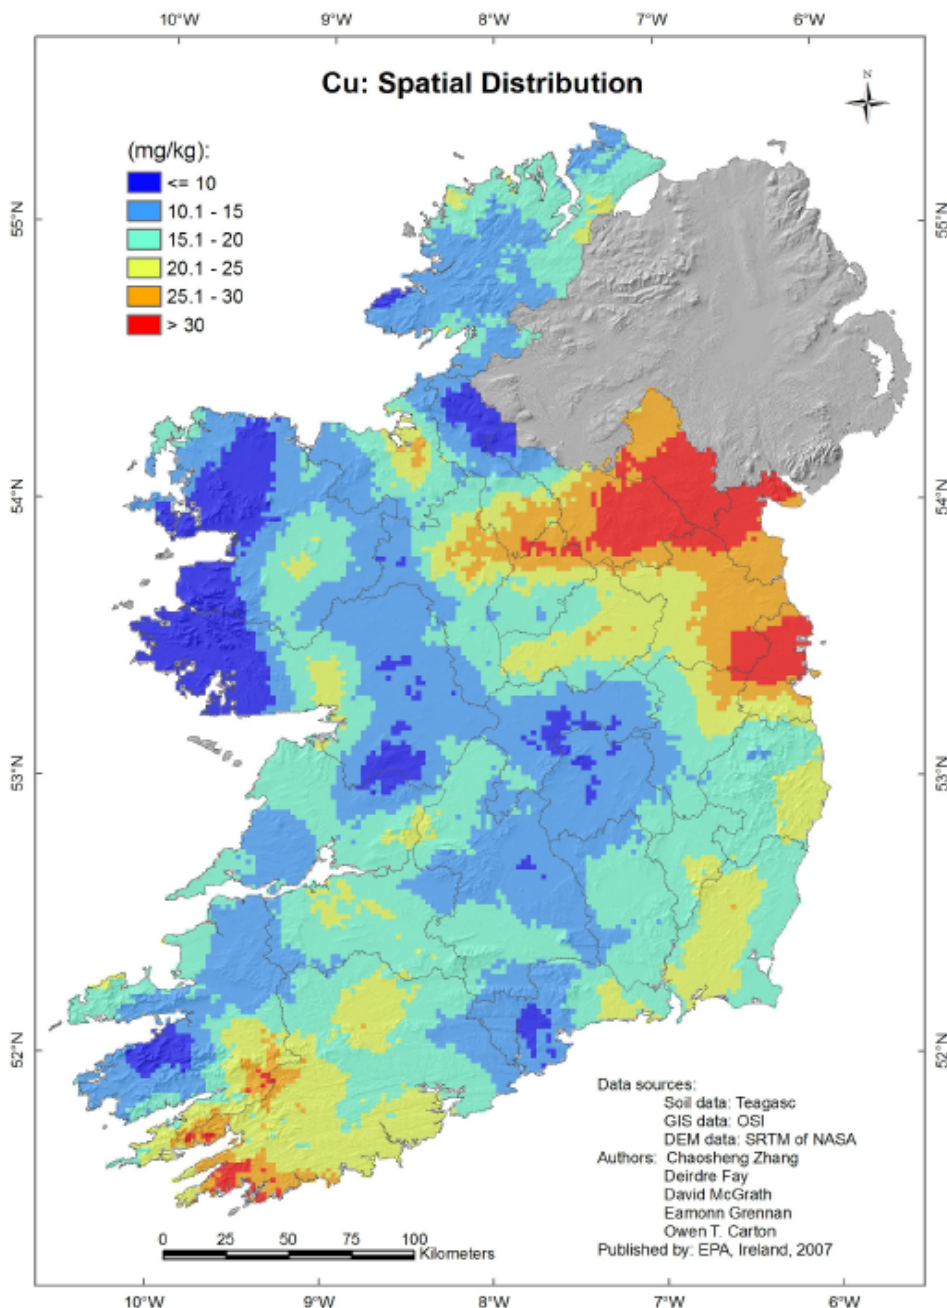 10°W 9°W 8°W 7°W 6°W
Cu: Spatial Distribution
N
(mg/kg):
<= 10
10.1 - 15
15.1 - 20
20.1 - 25
25.1 - 30
> 30
55°N 55°N
54°N 54°N
53°N 53°N
52°N 52°N
Data sources:
Soil data: Teagasc
GIS data: OSI
DEM data: SRTM of NASA
Authors: Chaosheng Zhang
Deirdre Fay
David McGrath
Eamonn Grennan
Owen T. Carton
Published by: EPA, Ireland, 2007
0 25 50 75 100
Kilometers
10°W 9°W 8°W 7°W 6°W